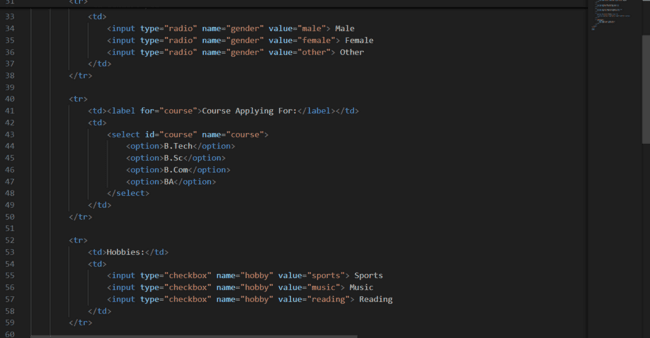 31 <tr>
33 <td>
34 <input type="radio" name="gender" value="male"> Male
35 <input type="radio" name="gender" value="female"> Female
36 <input type="radio" name="gender" value="other"> Other
37 </td>
38 </tr>
39
40 <tr>
41 <td><label for="course">Course Applying For:</label></td>
42 <td>
43 <select id="course" name="course">
44 <option>B.Tech</option>
45 <option>B.Sc</option>
46 <option>B.Com</option>
47 <option>BA</option>
48 </select>
49 </td>
50 </tr>
51
52 <tr>
53 <td>Hobbies:</td>
54 <td>
55 <input type="checkbox" name="hobby" value="sports"> Sports
56 <input type="checkbox" name="hobby" value="music"> Music
57 <input type="checkbox" name="hobby" value="reading"> Reading
58 </td>
59 </tr>
60